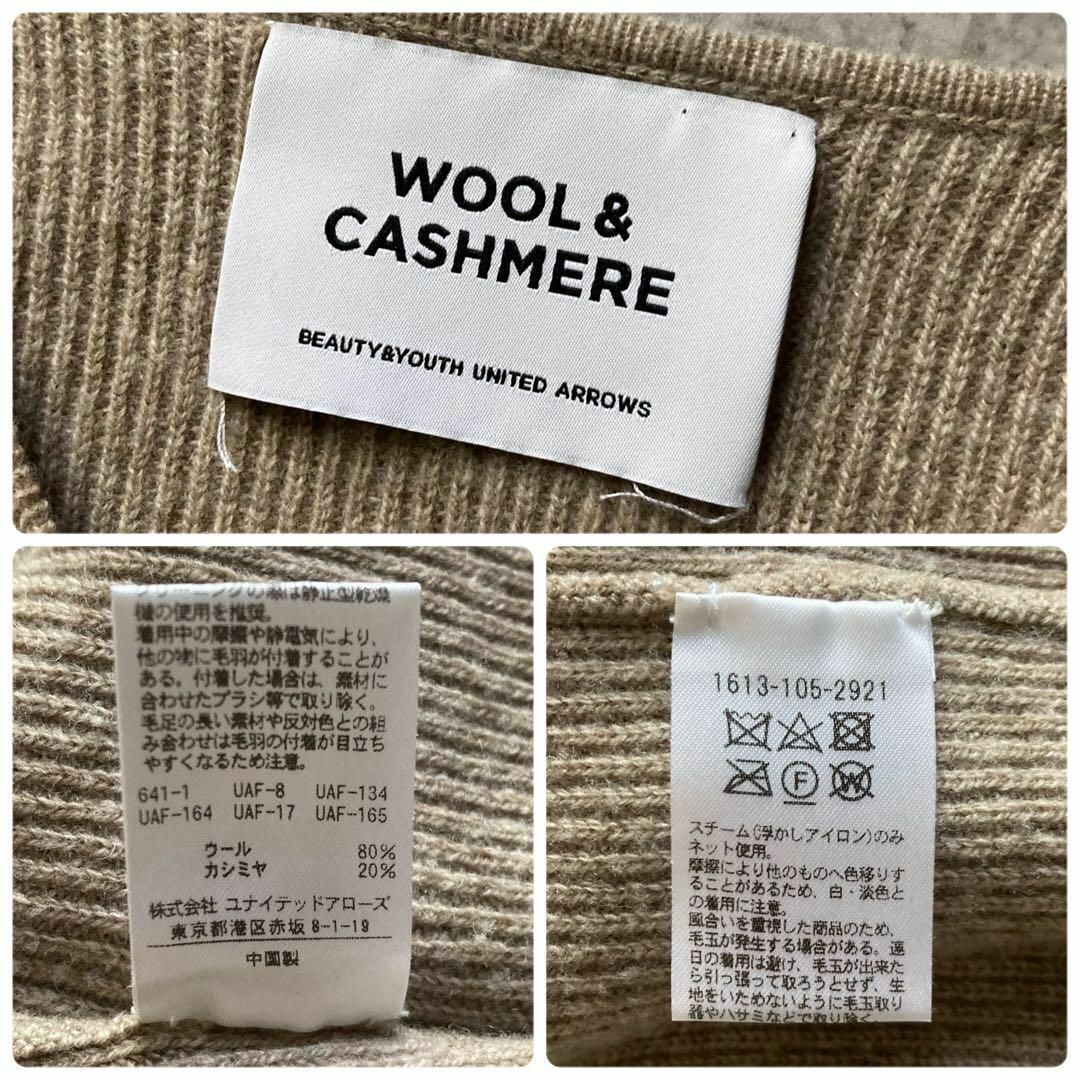 WOOL &
CASHMERE
BEAUTY&YOUTH UNITED ARROWS
機の使用を推奨。
着用中の摩擦や静電気により、
他の物に毛羽が付着することが
ある。付着した場合は、素材に
合わせたブラシ等で取り除く。
毛足の長い素材や反対色との組
み合わせは毛羽の付着が目立ち
やすくなるため注意。
641-1 UAF-8 UAF-134
UAF-164 UAF-17 UAF-165
ウール 80%
カシミヤ 20%
株式会社 ユナイテッドアローズ
東京都港区赤坂 8-1-19
中国製
1613-105-2921
F W
スチーム(浮かしアイロン)のみ
ネット使用。
摩擦により他のものへ色移りす
ることがあるため、白・淡色と
の着用に注意。
風合いを重視した商品のため、
毛玉が発生する場合がある。連
日の着用は避け、毛玉が出来た
ら引っ張って取ろうとせず、生
地をいためないように毛玉取り
器やハサミなどで取り除く。